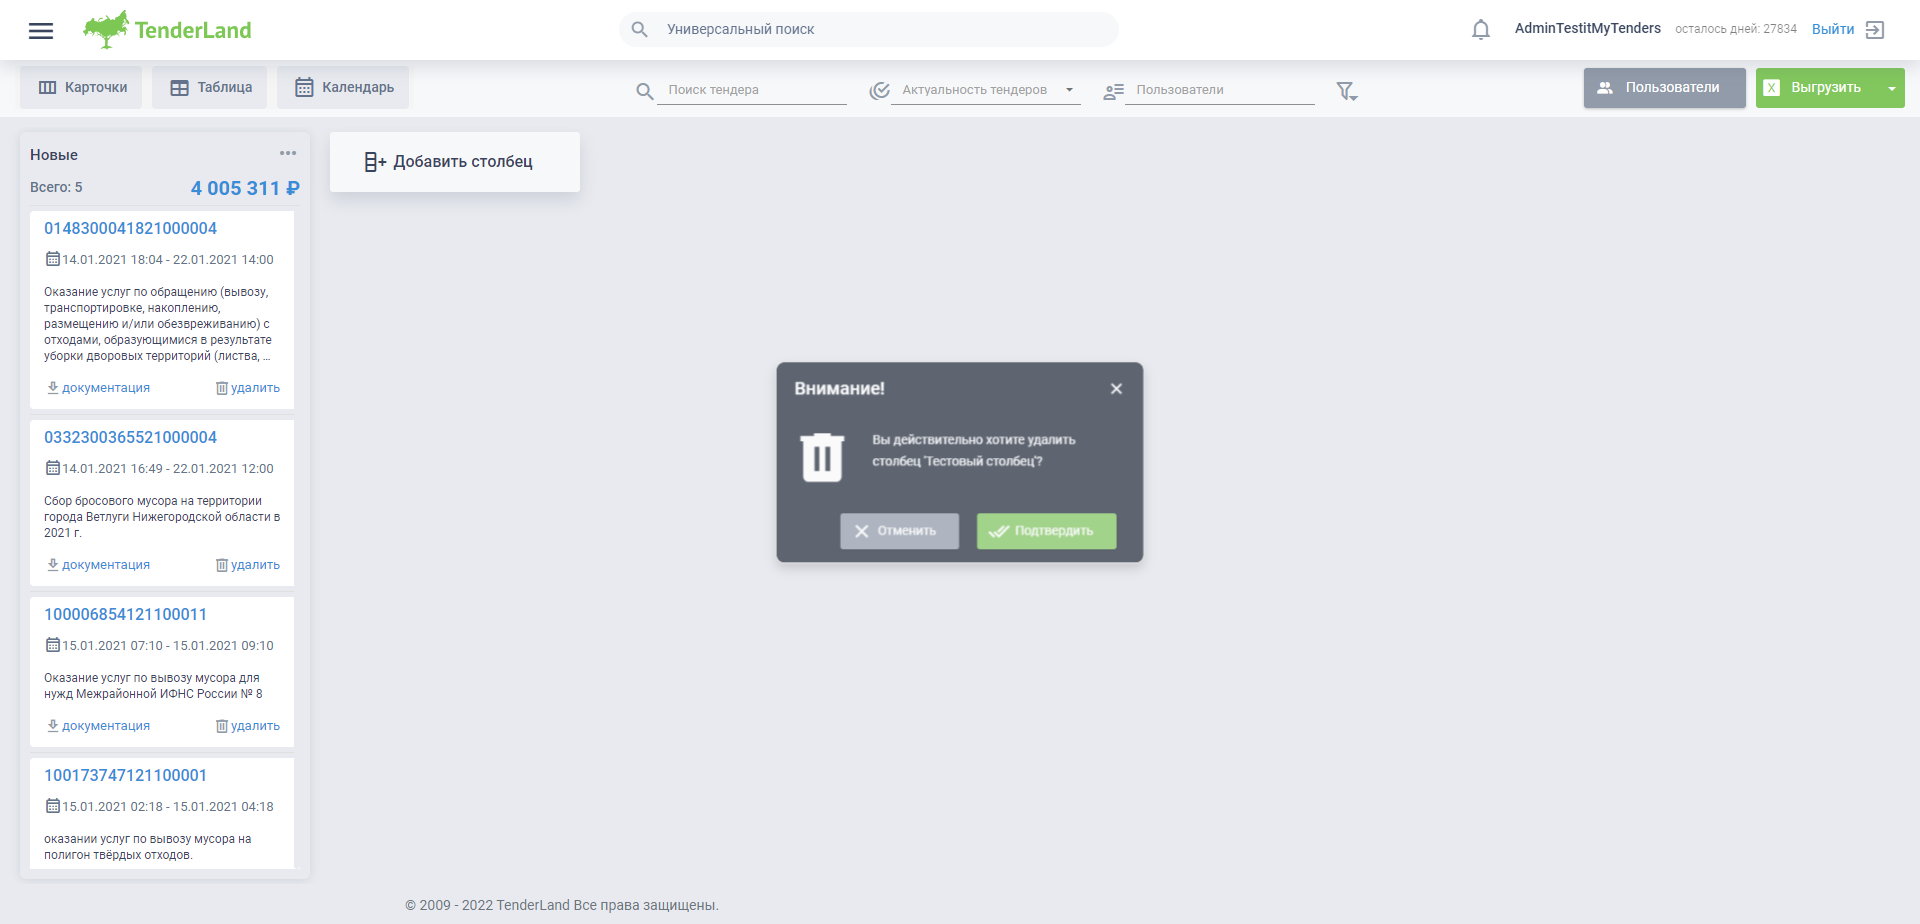 TenderLand
Универсальный поиск
AdminTestitMyTenders
осталось дней: 27834
Выйти
Карточки
Таблица
Календарь
Поиск тендера
Актуальность тендеров
Пользователи
Пользователи
X
Выгрузить
Новые
Всего: 5
4 005 311 ₽
Добавить столбец
0148300041821000004
14.01.2021 18:04 - 22.01.2021 14:00
Оказание услуг по обращению (вывозу,
транспортировке, накоплению,
размещению и/или обезвреживанию) с
отходами, образующимися в результате
уборки дворовых территорий (листва, ...
документация
удалить
0332300365521000004
14.01.2021 16:49 - 22.01.2021 12:00
Сбор бросового мусора на территории
города Ветлуги Нижегородской области в
2021 г.
документация
удалить
100006854121100011
15.01.2021 07:10 - 15.01.2021 09:10
Оказание услуг по вывозу мусора для
нужд Межрайонной ИФНС России № 8
документация
удалить
100173747121100001
15.01.2021 02:18 - 15.01.2021 04:18
оказании услуг по вывозу мусора на
полигон твёрдых отходов.
Внимание!
Вы действительно хотите удалить
столбец 'Тестовый столбец'?
Отменить
Подтвердить
© 2009 - 2022 TenderLand Все права защищены.